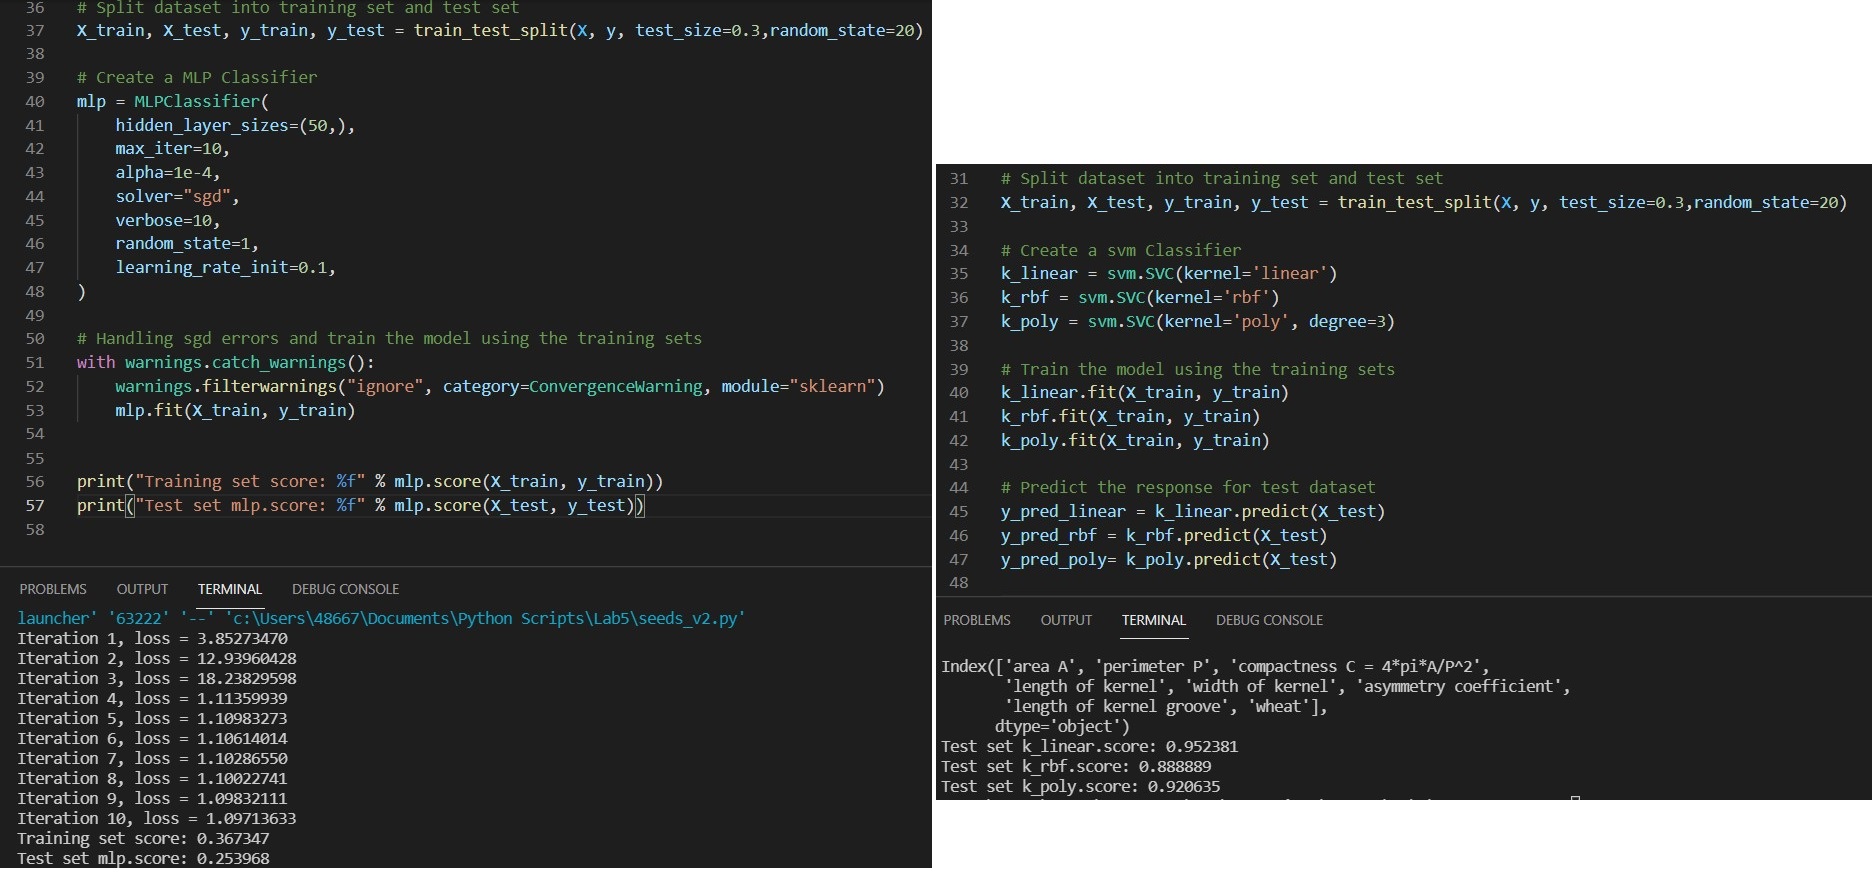 36 # Split dataset into training set and test set
37 X_train, X_test, y_train, y_test = train_test_split(X, y, test_size=0.3,random_state=20)
38
39 # Create a MLP Classifier
40 mlp = MLPClassifier(
41 hidden_layer_sizes=(50,),
42 max_iter=10,
43 alpha=1e-4,
44 solver="sgd",
45 verbose=10,
46 random_state=1,
47 learning_rate_init=0.1,
48 )
49
50 # Handling sgd errors and train the model using the training sets
51 with warnings.catch_warnings():
52 warnings.filterwarnings("ignore", category=ConvergenceWarning, module="sklearn")
53 mlp.fit(X_train, y_train)
54
55
56 print("Training set score: %f" % mlp.score(X_train, y_train))
57 print("Test set mlp.score: %f" % mlp.score(X_test, y_test))
58
PROBLEMS OUTPUT TERMINAL DEBUG CONSOLE
launcher' '63222' '--' 'c:\Users\48667\Documents\Python Scripts\Lab5\seeds_v2.py'
Iteration 1, loss = 3.85273470
Iteration 2, loss = 12.93960428
Iteration 3, loss = 18.23829598
Iteration 4, loss = 1.11359939
Iteration 5, loss = 1.10983273
Iteration 6, loss = 1.10614014
Iteration 7, loss = 1.10286550
Iteration 8, loss = 1.10022741
Iteration 9, loss = 1.09832111
Iteration 10, loss = 1.09713633
Training set score: 0.367347
Test set mlp.score: 0.253968
31 # Split dataset into training set and test set
32 X_train, X_test, y_train, y_test = train_test_split(X, y, test_size=0.3,random_state=20)
33
34 # Create a svm Classifier
35 k_linear = svm.SVC(kernel='linear')
36 k_rbf = svm.SVC(kernel='rbf')
37 k_poly = svm.SVC(kernel='poly', degree=3)
38
39 # Train the model using the training sets
40 k_linear.fit(X_train, y_train)
41 k_rbf.fit(X_train, y_train)
42 k_poly.fit(X_train, y_train)
43
44 # Predict the response for test dataset
45 y_pred_linear = k_linear.predict(X_test)
46 y_pred_rbf = k_rbf.predict(X_test)
47 y_pred_poly= k_poly.predict(X_test)
48
PROBLEMS OUTPUT TERMINAL DEBUG CONSOLE
Index(['area A', 'perimeter P', 'compactness C = 4*pi*A/P^2',
'length of kernel', 'width of kernel', 'asymmetry coefficient',
'length of kernel groove', 'wheat'],
dtype='object')
Test set k_linear.score: 0.952381
Test set k_rbf.score: 0.888889
Test set k_poly.score: 0.920635